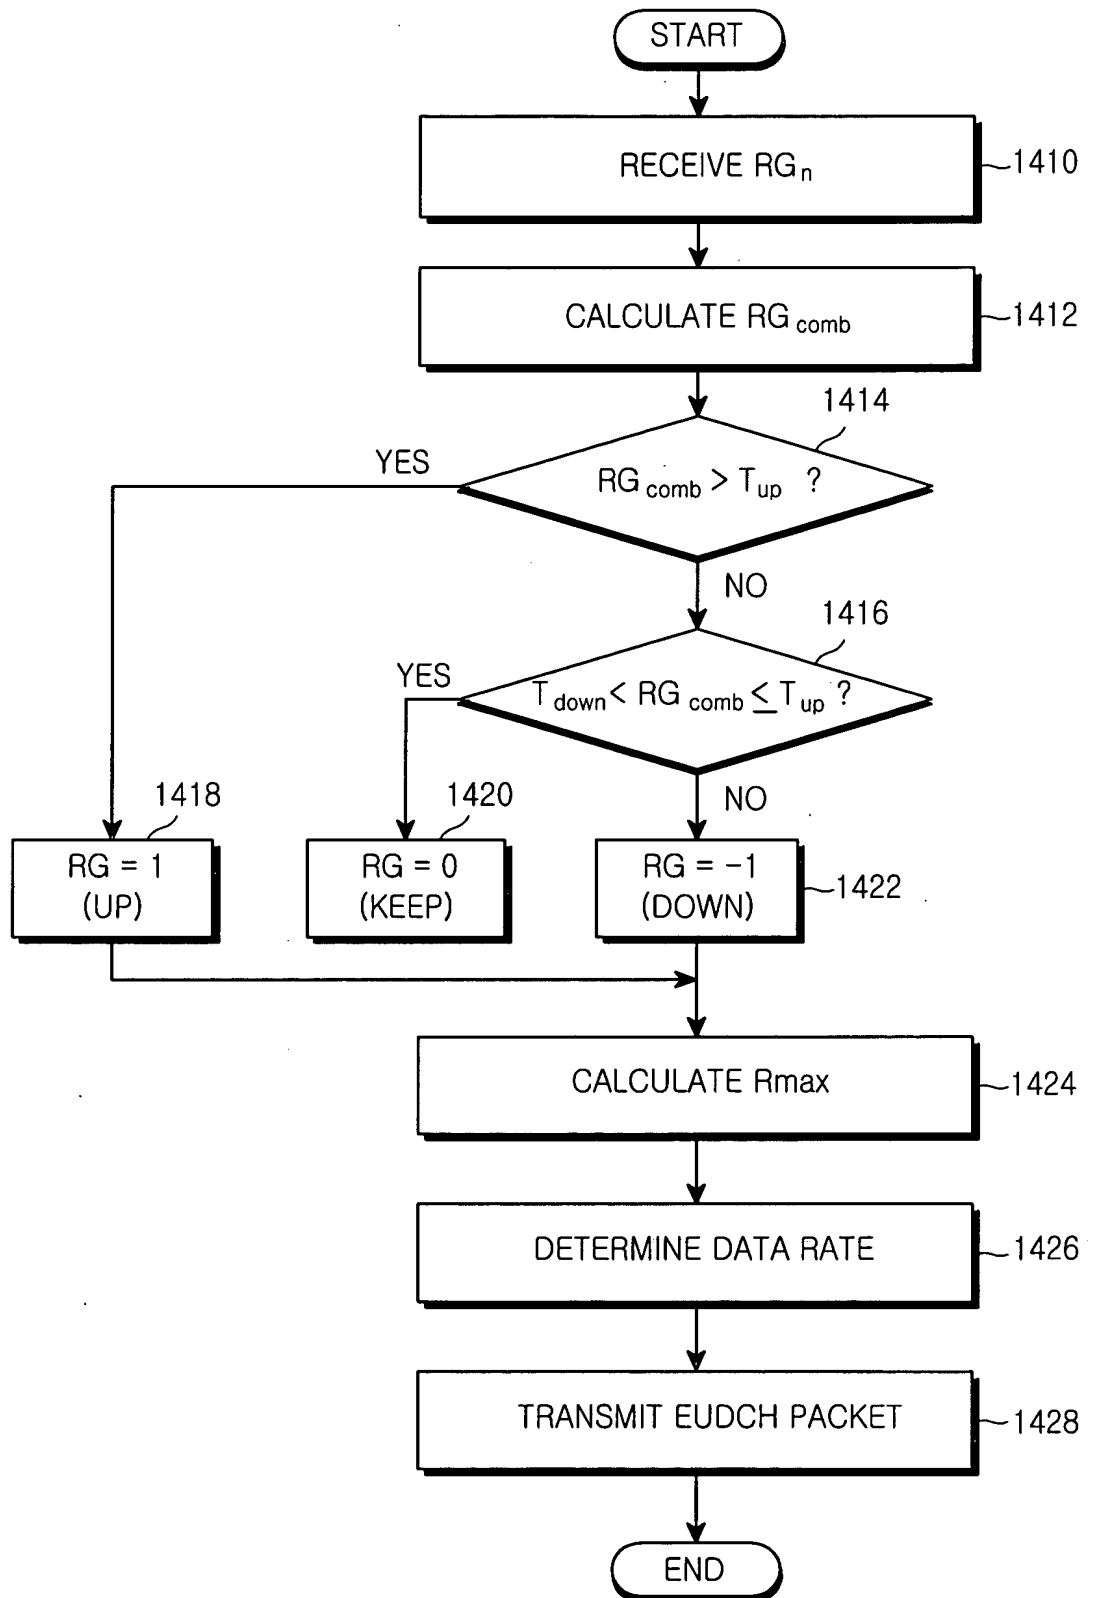 START
RECEIVE RGn
1410
CALCULATE RGcomb
1412
1414
YES
RGcomb > Tup ?
NO
1416
YES
Tdown < RGcomb ≤ Tup ?
NO
1418
1420
RG = 1
(UP)
RG = 0
(KEEP)
RG = -1
(DOWN)
1422
CALCULATE Rmax
1424
DETERMINE DATA RATE
1426
TRANSMIT EUDCH PACKET
1428
END